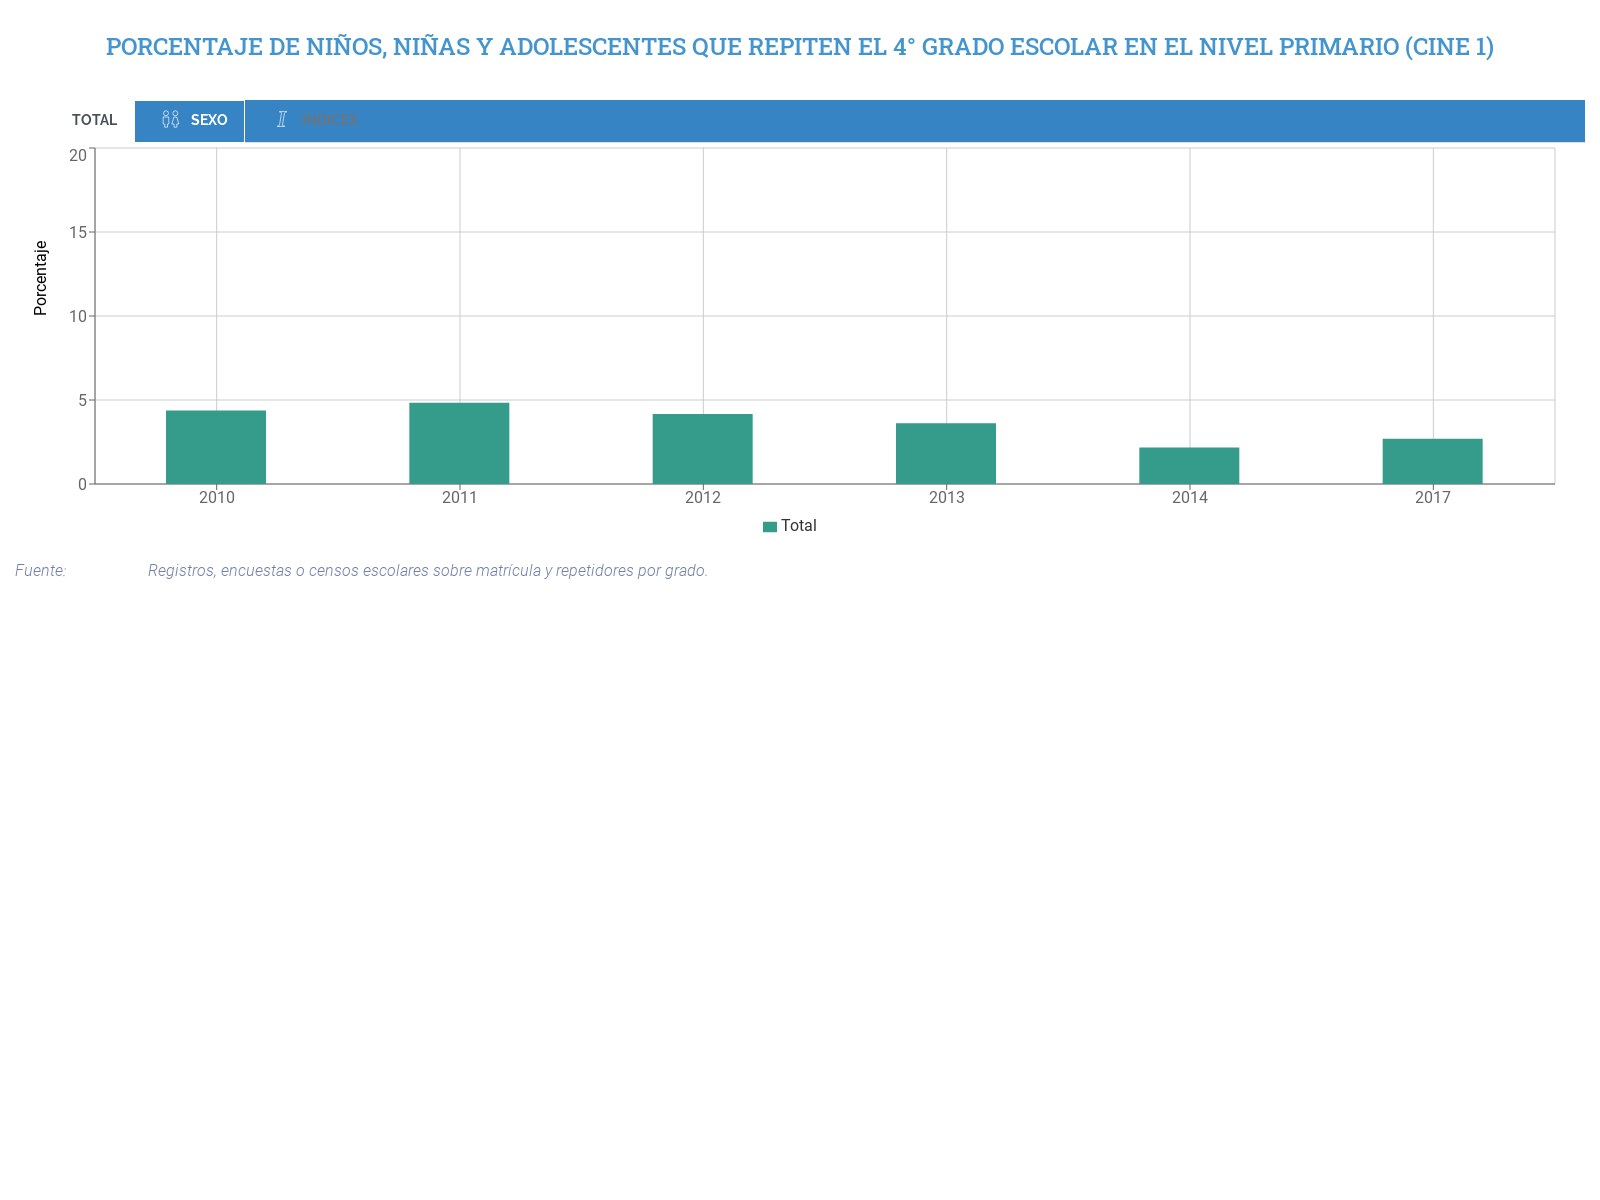 PORCENTAJE DE NIÑOS, NIÑAS Y ADOLESCENTES QUE REPITEN EL 4° GRADO ESCOLAR EN EL NIVEL PRIMARIO (CINE 1)
TOTAL SEXO INDICES
20
15
10
5
0
Porcentaje
2010 2011 2012 2013 2014 2017
Total
Fuente: Registros, encuestas o censos escolares sobre matrícula y repetidores por grado.